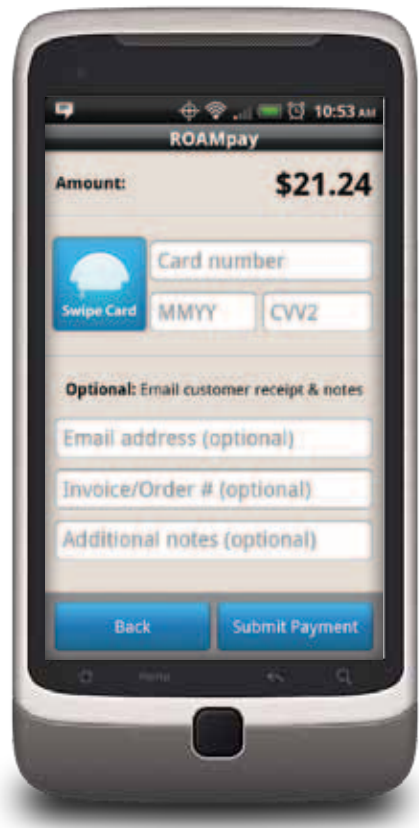 10:53 AM
ROAMpay
Amount: $21.24
Card number
Swipe Card MMYY CVV2
Optional: Email customer receipt & notes
Email address (optional)
Invoice/Order # (optional)
Additional notes (optional)
Back Submit Payment
menu